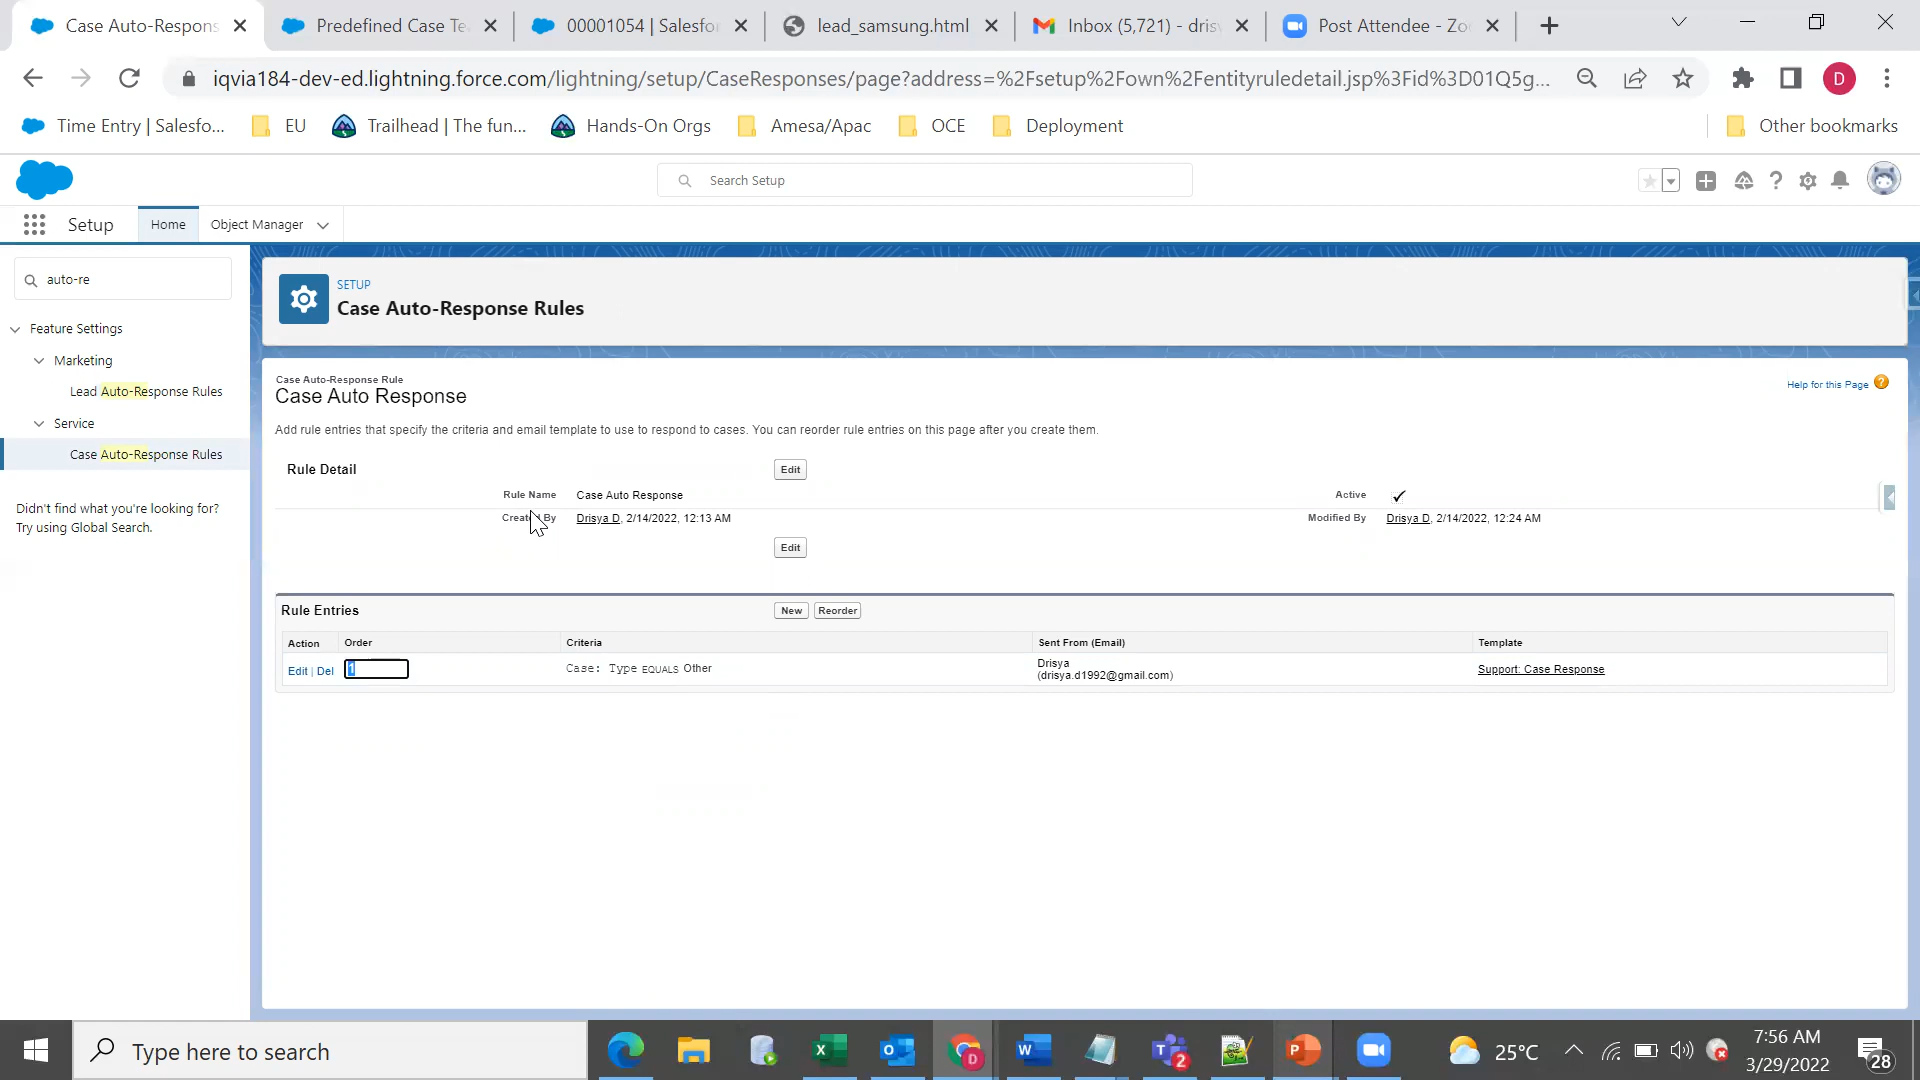 Case Auto-Respons
Predefined Case Te
00001054 | Salesfo
lead_samsung.html
Inbox (5,721) - dris
Post Attendee - Zo
iqvia184-dev-ed.lightning.force.com/lightning/setup/CaseResponses/page?address=%2Fsetup%2Fown%2Fentityruledetail.jsp%3Fid%3D01Q5g...
D
Time Entry | Salesfo...
EU
Trailhead | The fun...
Hands-On Orgs
Amesa/Apac
OCE
Deployment
Other bookmarks
Search Setup
Setup
Home
Object Manager
auto-re
Feature Settings
Marketing
Lead Auto-Response Rules
Service
Case Auto-Response Rules
Didn't find what you're looking for?
Try using Global Search.
SETUP
Case Auto-Response Rules
Case Auto-Response Rule
Case Auto Response
Help for this Page
Add rule entries that specify the criteria and email template to use to respond to cases. You can reorder rule entries on this page after you create them.
Rule Detail
Edit
Rule Name Case Auto Response
Active
Created By Drisya D, 2/14/2022, 12:13 AM
Modified By Drisya D, 2/14/2022, 12:24 AM
Edit
Rule Entries
New Reorder
Action Order Criteria Sent From (Email) Template
Edit | Del 1 Case: Type EQUALS Other
Drisya
(drisya.d1992@gmail.com)
Support: Case Response
Type here to search
D
2
25°C
7:56 AM
3/29/2022
28